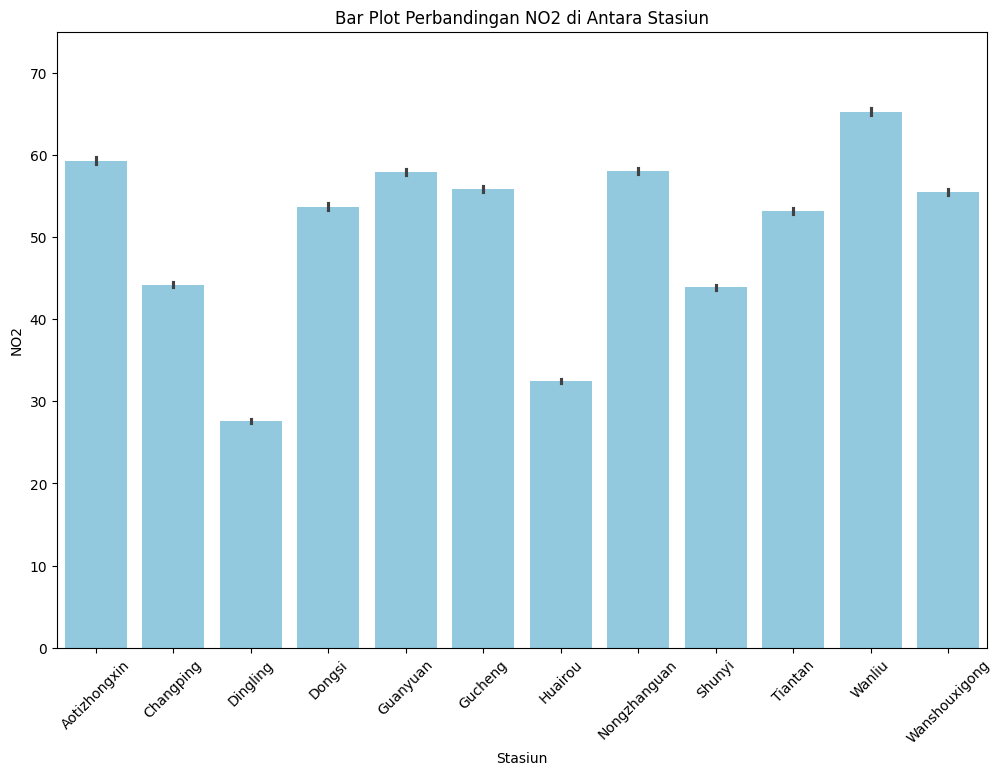 Bar Plot Perbandingan NO2 di Antara Stasiun
70
60
50
40
30
20
10
0
NO2
Aotizhongxin
Changping
Dingling
Dongsi
Guanyuan
Gucheng
Huairou
Nongzhanguan
Shunyi
Tiantan
Wanliu
Wanshouxigong
Stasiun